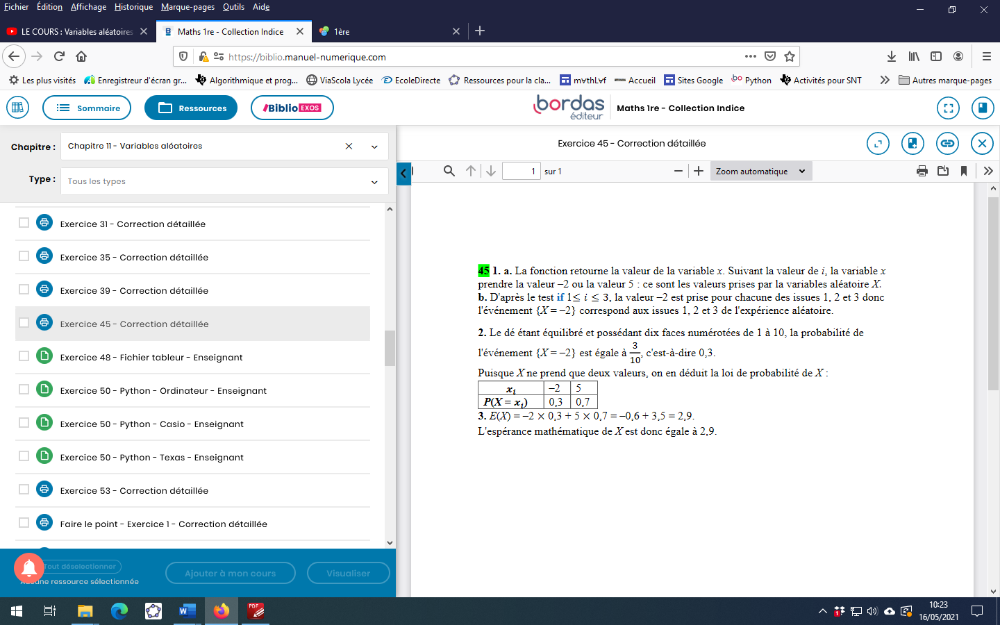 Fichier Édition Affichage Historique Marque-pages Outils Aide
LE COURS : Variables aléatoires
Maths 1re - Collection Indice
1ère
https://biblio.manuel-numerique.com
Les plus visités Enregistreur d'écran gr... Algorithmique et prog... ViaScola Lycée EcoleDirecte Ressources pour la cla... m∀thL∀f Accueil Sites Google Python Activités pour SNT Autres marque-pages
Sommaire Ressources BiblioEXOS bordas éditeur Maths 1re - Collection Indice
Chapitre : Chapitre 11 - Variables aléatoires
Type : Tous les types
Exercice 31 - Correction détaillée
Exercice 35 - Correction détaillée
Exercice 39 - Correction détaillée
Exercice 45 - Correction détaillée
Exercice 48 - Fichier tableur - Enseignant
Exercice 50 - Python - Ordinateur - Enseignant
Exercice 50 - Python - Casio - Enseignant
Exercice 50 - Python - Texas - Enseignant
Exercice 53 - Correction détaillée
Faire le point - Exercice 1 - Correction détaillée
Tout déselectionner
Aucune ressource sélectionnée
Ajouter à mon cours Visualiser
Exercice 45 - Correction détaillée
1 sur 1 Zoom automatique
45 1. a. La fonction retourne la valeur de la variable x. Suivant la valeur de i, la variable x
prendre la valeur –2 ou la valeur 5 : ce sont les valeurs prises par la variables aléatoire X.
b. D'après le test if 1≤ i ≤ 3, la valeur –2 est prise pour chacune des issues 1, 2 et 3 donc
l'événement {X = –2} correspond aux issues 1, 2 et 3 de l'expérience aléatoire.
2. Le dé étant équilibré et possédant dix faces numérotées de 1 à 10, la probabilité de
l'événement {X = –2} est égale à 3/10, c'est-à-dire 0,3.
Puisque X ne prend que deux valeurs, on en déduit la loi de probabilité de X :
xi –2 5
P(X = xi) 0,3 0,7
3. E(X) = –2 × 0,3 + 5 × 0,7 = –0,6 + 3,5 = 2,9.
L'espérance mathématique de X est donc égale à 2,9.
PDF
1
10:23
16/05/2021